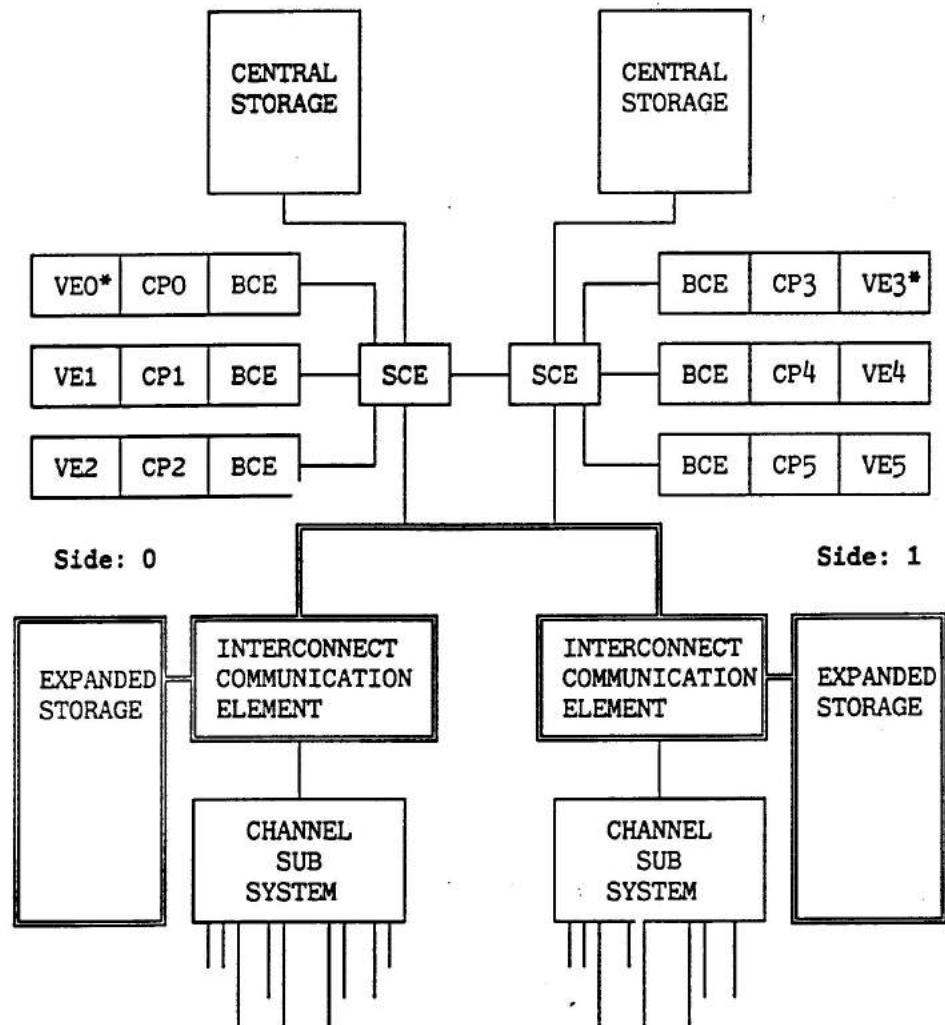 CENTRAL
STORAGE
CENTRAL
STORAGE
VE0* CP0 BCE
BCE CP3 VE3*
VE1 CP1 BCE
SCE
SCE
BCE CP4 VE4
VE2 CP2 BCE
BCE CP5 VE5
Side: 0
Side: 1
EXPANDED
STORAGE
INTERCONNECT
COMMUNICATION
ELEMENT
INTERCONNECT
COMMUNICATION
ELEMENT
EXPANDED
STORAGE
CHANNEL
SUB
SYSTEM
CHANNEL
SUB
SYSTEM